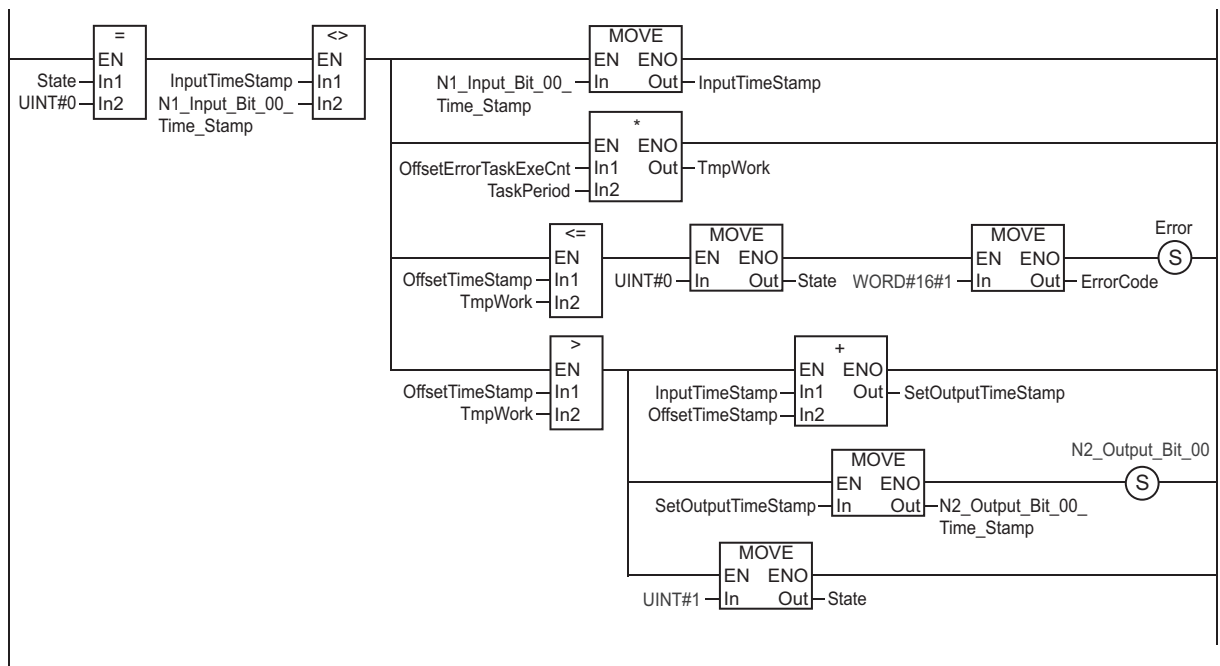 =
EN
State In1
UINT#0 In2
<>
EN
InputTimeStamp In1
N1_Input_Bit_00_ In2
Time_Stamp
MOVE
EN ENO
N1_Input_Bit_00_ In Out InputTimeStamp
Time_Stamp
*
EN ENO
OffsetErrorTaskExeCnt In1 Out TmpWork
TaskPeriod In2
<=
EN
OffsetTimeStamp In1
TmpWork In2
MOVE
EN ENO
UINT#0 In Out State
MOVE
EN ENO
WORD#16#1 In Out ErrorCode
Error
S
>
EN
OffsetTimeStamp In1
TmpWork In2
+
EN ENO
InputTimeStamp In1 Out SetOutputTimeStamp
OffsetTimeStamp In2
MOVE
EN ENO
SetOutputTimeStamp In Out N2_Output_Bit_00_
Time_Stamp
N2_Output_Bit_00
S
MOVE
EN ENO
UINT#1 In Out State